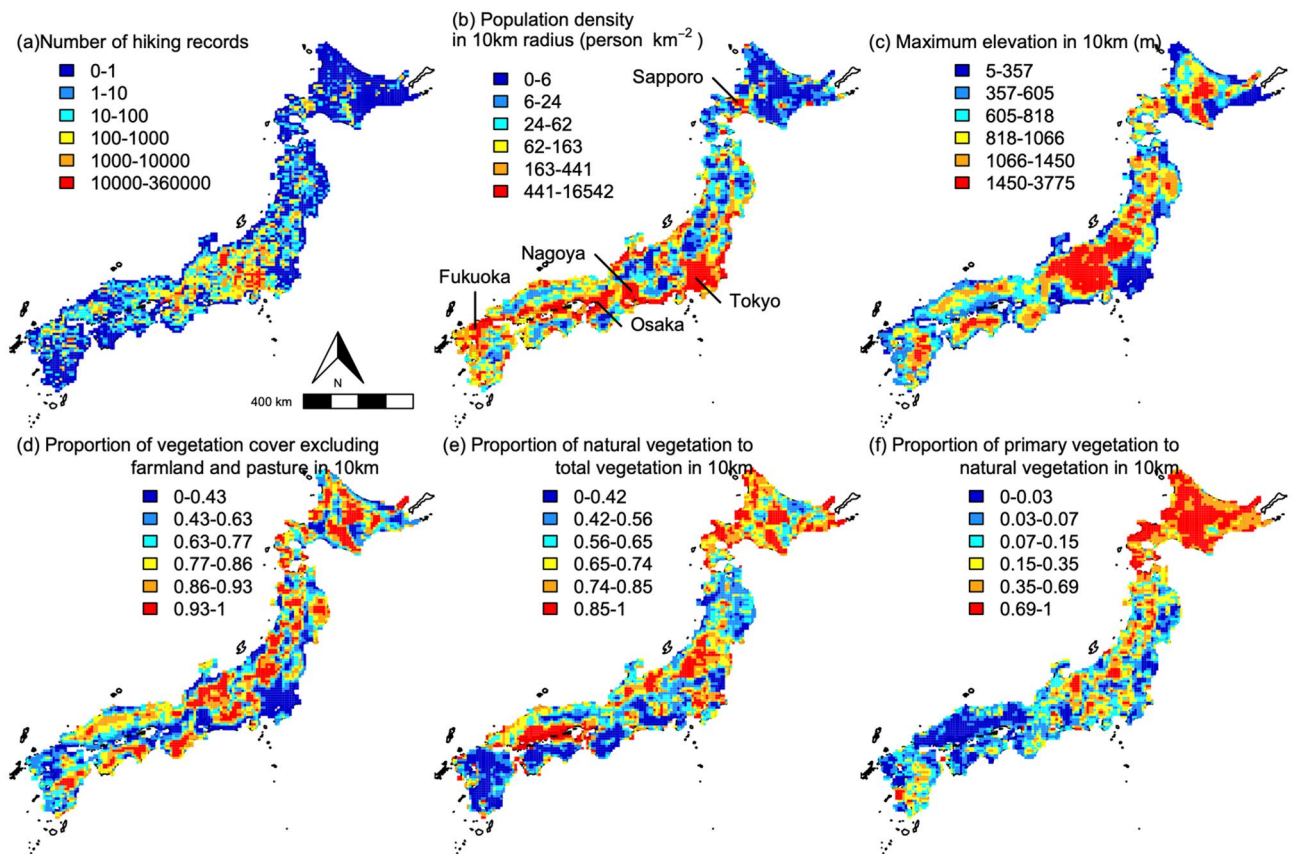 (a)Number of hiking records
0-1
1-10
10-100
100-1000
1000-10000
10000-360000
(b) Population density
in 10km radius (person km−2)
0-6
6-24
24-62
62-163
163-441
441-16542
Sapporo
Nagoya
Fukuoka
Tokyo
Osaka
(c) Maximum elevation in 10km (m)
5-357
357-605
605-818
818-1066
1066-1450
1450-3775
N
400 km
(d) Proportion of vegetation cover excluding
farmland and pasture in 10km
0-0.43
0.43-0.63
0.63-0.77
0.77-0.86
0.86-0.93
0.93-1
(e) Proportion of natural vegetation to
total vegetation in 10km
0-0.42
0.42-0.56
0.56-0.65
0.65-0.74
0.74-0.85
0.85-1
(f) Proportion of primary vegetation to
natural vegetation in 10km
0-0.03
0.03-0.07
0.07-0.15
0.15-0.35
0.35-0.69
0.69-1